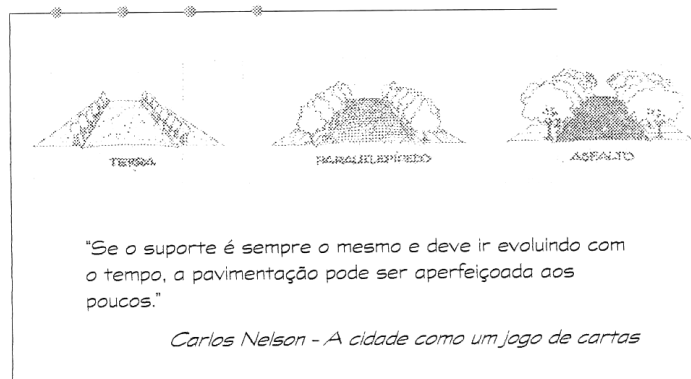 TERRA
PARALELEPÍPEDO
ASFALTO
“Se o suporte é sempre o mesmo e deve ir evoluindo com
o tempo, a pavimentação pode ser aperfeiçoada aos
poucos.”
Carlos Nelson - A cidade como um jogo de cartas